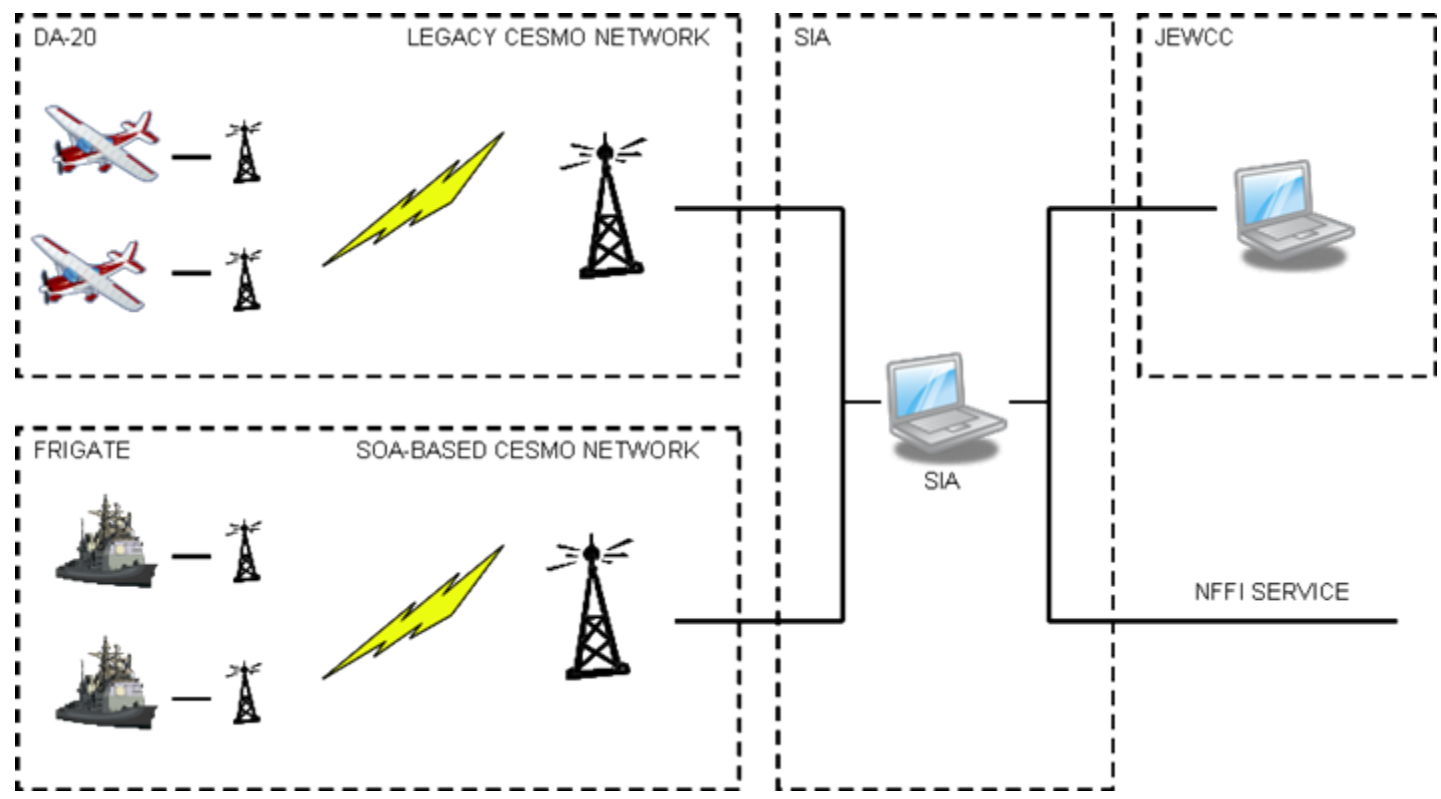 DA-20
LEGACY CESMO NETWORK
SIA
JEWCC
SIA
FRIGATE
SOA-BASED CESMO NETWORK
NFFI SERVICE